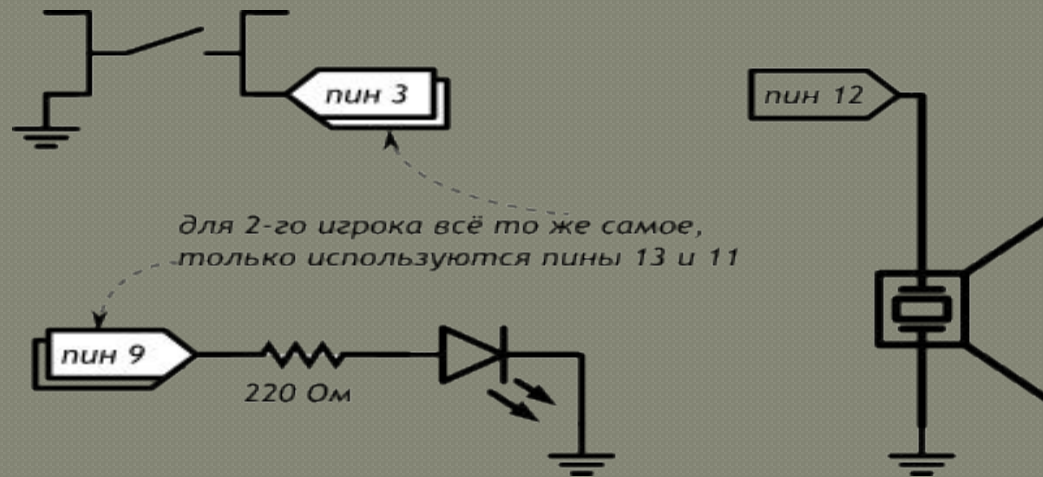 пин 3
пин 12
для 2-го игрока всё то же самое,
только используются пины 13 и 11
пин 9
220 Ом